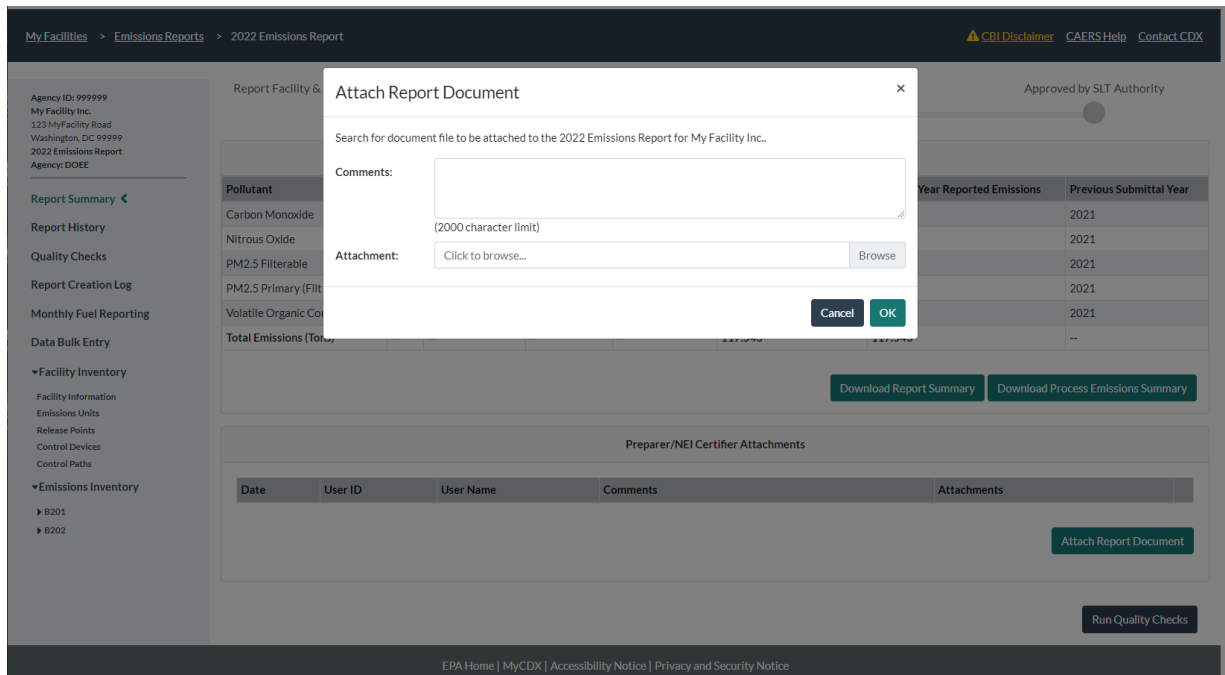 My Facilities > Emissions Reports > 2022 Emissions Report
CBI Disclaimer CAERS Help Contact CDX
Agency ID: 999999
My Facility Inc.
123 MyFacility Road
Washington, DC 99999
2022 Emissions Report
Agency: DOEE
Report Summary
Report History
Quality Checks
Report Creation Log
Monthly Fuel Reporting
Data Bulk Entry
Facility Inventory
Facility Information
Emissions Units
Release Points
Control Devices
Control Paths
Emissions Inventory
B201
B202
Report Facility &
Approved by SLT Authority
Attach Report Document ×
Search for document file to be attached to the 2022 Emissions Report for My Facility Inc..
Comments:
(2000 character limit)
Attachment: Click to browse... Browse
Cancel OK
Pollutant Year Reported Emissions Previous Submittal Year
Carbon Monoxide 2021
Nitrous Oxide 2021
PM2.5 Filterable 2021
PM2.5 Primary (Filt 2021
Volatile Organic 2021
Total Emissions (Tons) --
Download Report Summary Download Process Emissions Summary
Preparer/NEI Certifier Attachments
Date User ID User Name Comments Attachments
Attach Report Document
Run Quality Checks
EPA Home | MyCDX | Accessibility Notice | Privacy and Security Notice